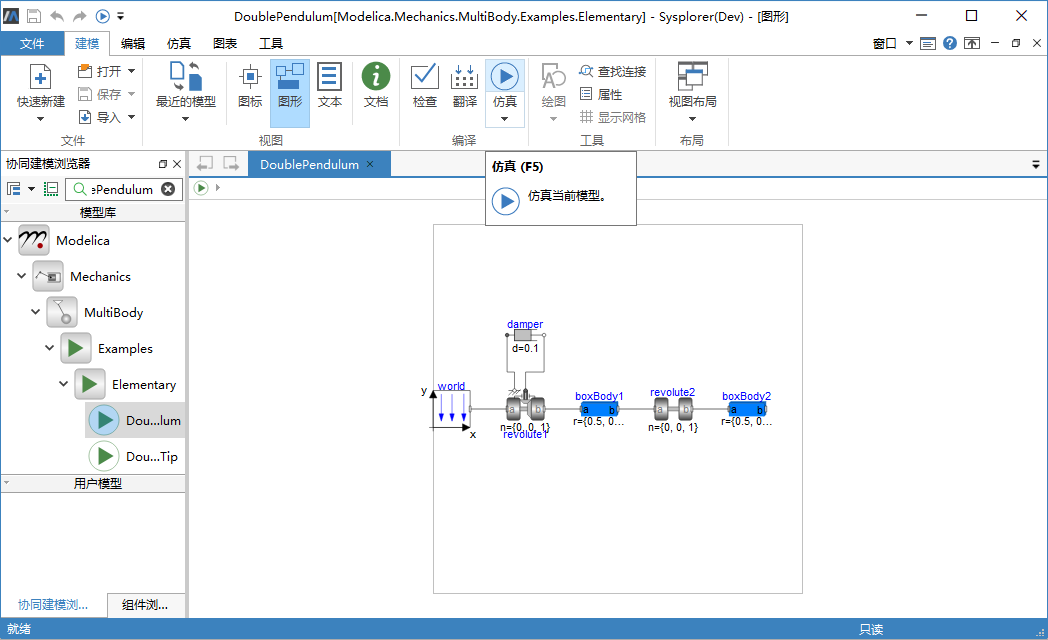 DoublePendulum[Modelica.Mechanics.MultiBody.Examples.Elementary] - Sysplorer(Dev) - [图形]
文件 建模 编辑 仿真 图表 工具 窗口
快速新建 打开 保存 导入 最近的模型 图标 图形 文本 文档 检查 翻译 仿真 绘图 查找连接 属性 显示网格 视图布局
文件 视图 编译 工具 布局
协同建模浏览器
DoublePendulum
ePendulum
仿真 (F5)
仿真当前模型。
模型库
Modelica
Mechanics
MultiBody
Examples
Elementary
Dou...lum
Dou...Tip
用户模型
damper
d=0.1
y
world
x
a b
n={0, 0, 1}
revolute1
boxBody1
a b
r={0.5, 0...
revolute2
a b
n={0, 0, 1}
boxBody2
a b
r={0.5, 0...
协同建模浏... 组件浏...
就绪 只读